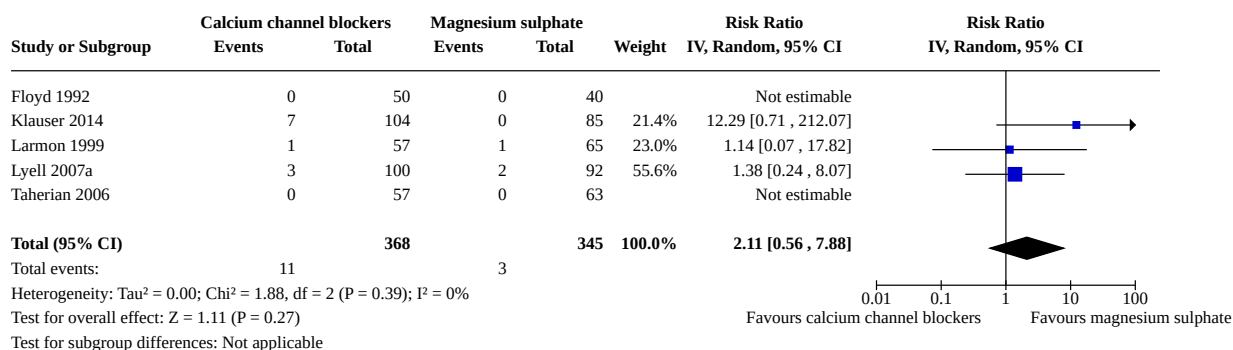 Calcium channel blockers Magnesium sulphate Risk Ratio Risk Ratio
Study or Subgroup Events Total Events Total Weight IV, Random, 95% CI IV, Random, 95% CI
Floyd 1992 0 50 0 40 Not estimable
Klauser 2014 7 104 0 85 21.4% 12.29 [0.71 , 212.07]
Larmon 1999 1 57 1 65 23.0% 1.14 [0.07 , 17.82]
Lyell 2007a 3 100 2 92 55.6% 1.38 [0.24 , 8.07]
Taherian 2006 0 57 0 63 Not estimable
Total (95% CI) 368 345 100.0% 2.11 [0.56 , 7.88]
Total events: 11 3
Heterogeneity: Tau² = 0.00; Chi² = 1.88, df = 2 (P = 0.39); I² = 0%
0.01 0.1 1 10 100
Test for overall effect: Z = 1.11 (P = 0.27) Favours calcium channel blockers Favours magnesium sulphate
Test for subgroup differences: Not applicable